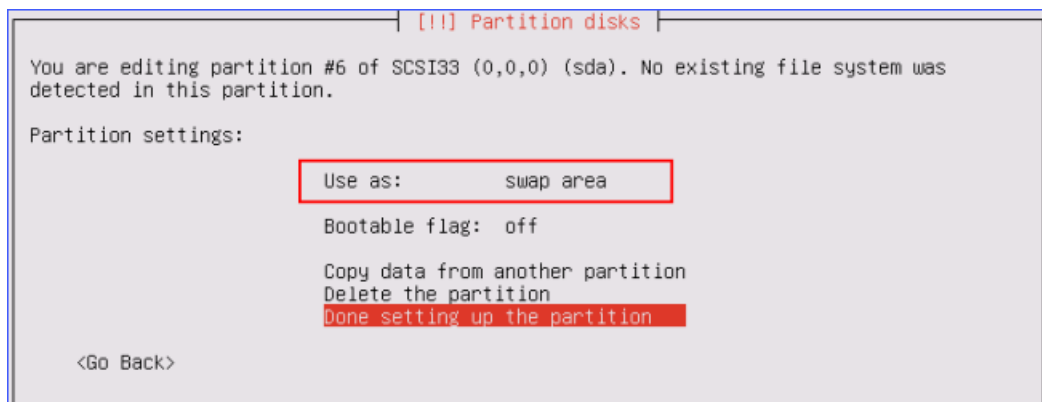 [!!] Partition disks
You are editing partition #6 of SCSI33 (0,0,0) (sda). No existing file system was
detected in this partition.
Partition settings:
Use as: swap area
Bootable flag: off
Copy data from another partition
Delete the partition
Done setting up the partition
<Go Back>